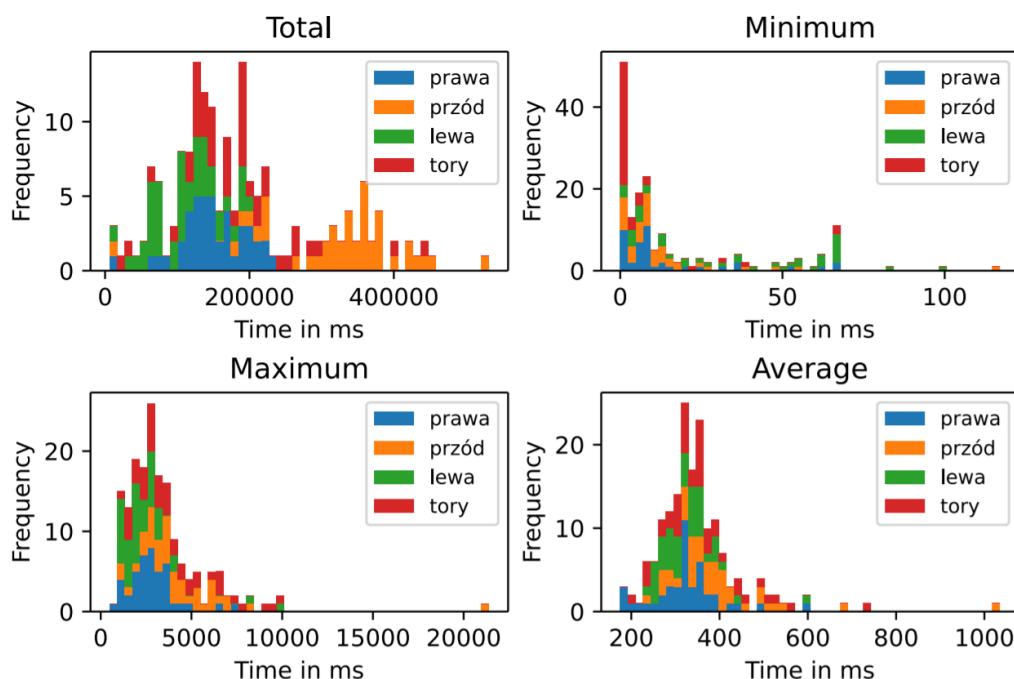 Total
Frequency
10
5
0
0
200000
400000
Time in ms
prawa
przód
lewa
tory
Minimum
Frequency
40
20
0
0
50
100
Time in ms
prawa
przód
lewa
tory
Maximum
Frequency
20
10
0
0
5000
10000
15000
20000
Time in ms
prawa
przód
lewa
tory
Average
Frequency
20
10
0
200
400
600
800
1000
Time in ms
prawa
przód
lewa
tory